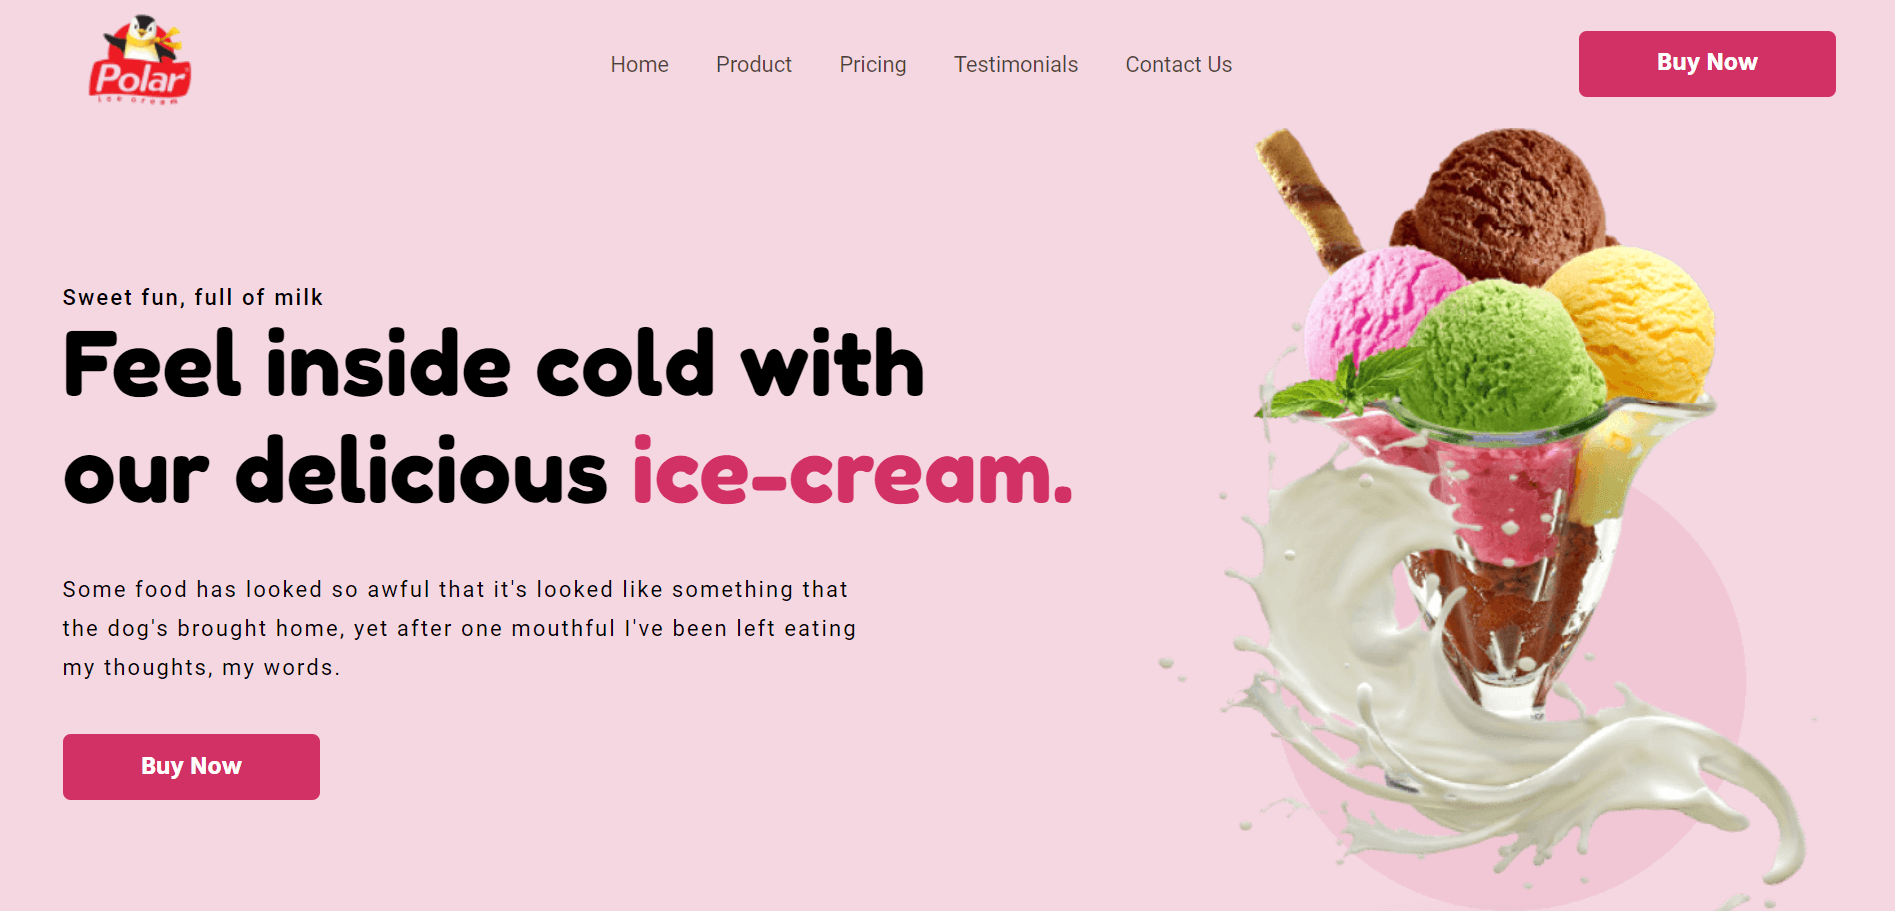 Polar
ice cream
Home
Product
Pricing
Testimonials
Contact Us
Buy Now
Sweet fun, full of milk
Feel inside cold with
our delicious ice-cream.
Some food has looked so awful that it's looked like something that
the dog's brought home, yet after one mouthful I've been left eating
my thoughts, my words.
Buy Now